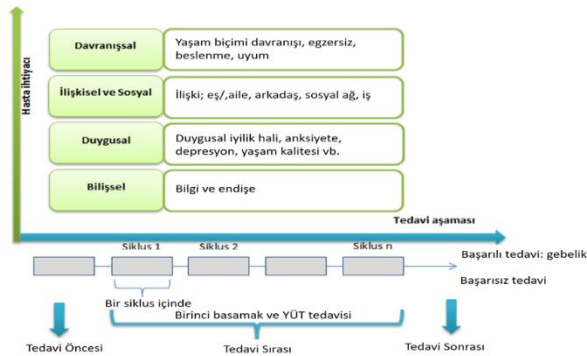 Hasta ihtiyacı
Davranışsal
Yaşam biçimi davranışı, egzersiz,
beslenme, uyum
İlişkisel ve Sosyal
İlişki; eş/,aile, arkadaş, sosyal ağ, iş
Duygusal
Duygusal iyilik hali, anksiyete,
depresyon, yaşam kalitesi vb.
Bilişsel
Bilgi ve endişe
Tedavi aşaması
Siklus 1
Siklus 2
Siklus n
Başarılı tedavi: gebelik
Başarısız tedavi
Bir siklus içinde
Birinci basamak ve YÜT tedavisi
Tedavi Öncesi
Tedavi Sırası
Tedavi Sonrası